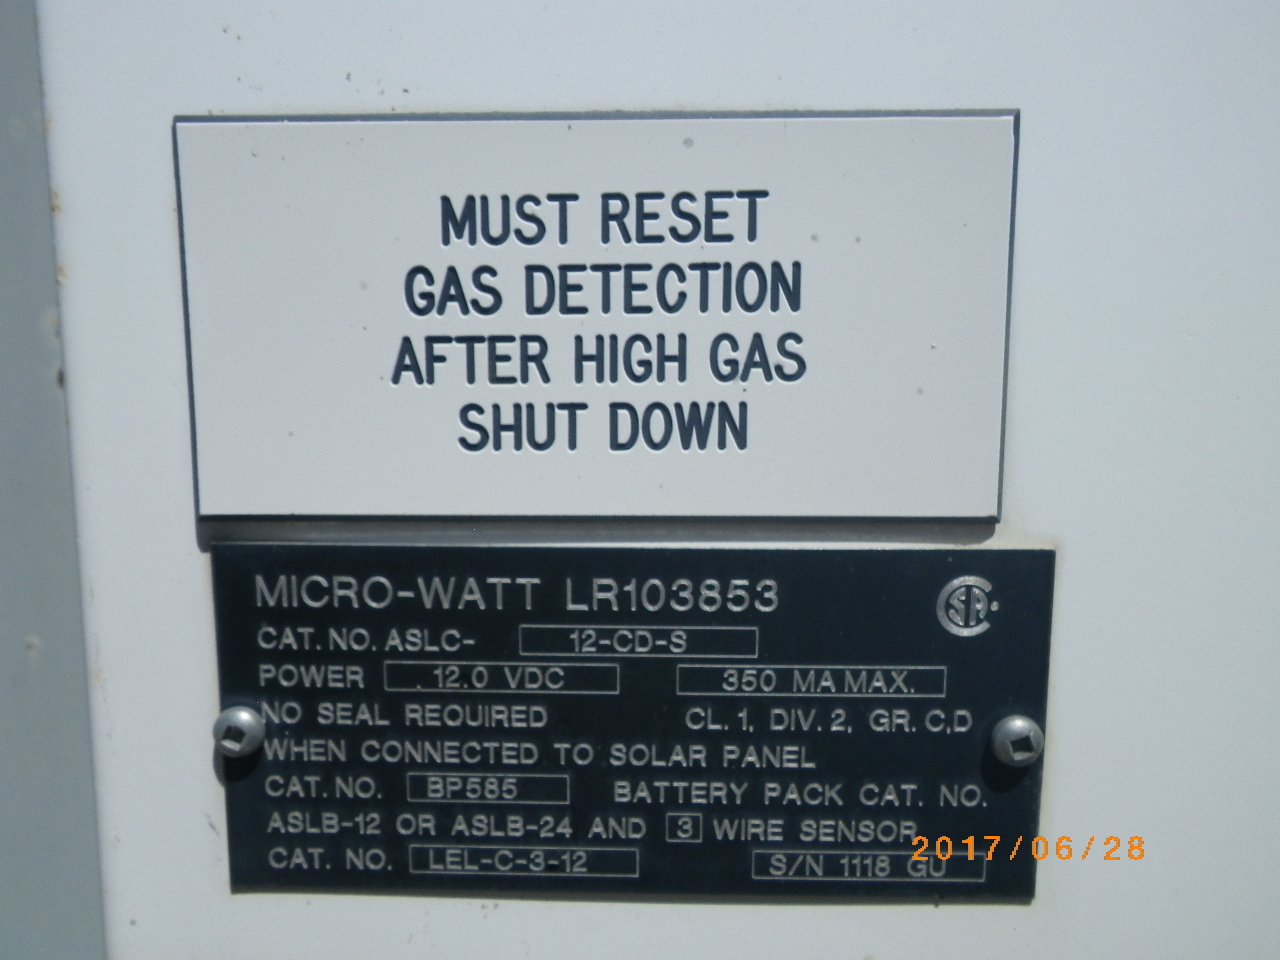 MUST RESET
GAS DETECTION
AFTER HIGH GAS
SHUT DOWN
MICRO-WATT LR103853
CSA
CAT. NO. ASLC- 12-CD-S
POWER 12.0 VDC 350 MA MAX.
NO SEAL REQUIRED CL. 1, DIV. 2, GR. C,D
WHEN CONNECTED TO SOLAR PANEL
CAT. NO. BP585 BATTERY PACK CAT. NO.
ASLB-12 OR ASLB-24 AND 3 WIRE SENSOR
CAT. NO. LEL-C-3-12 S/N 1118 GU
2017/06/28